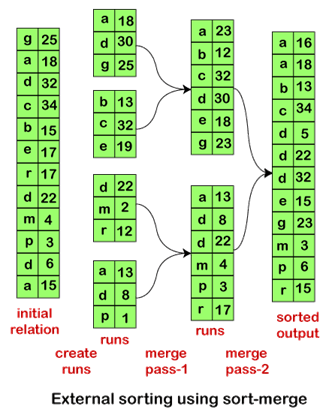 g 25
a 18
d 32
c 34
b 15
e 17
r 17
d 22
m 4
p 3
d 6
a 15
initial
relation
create
runs
a 18
d 30
g 25
b 13
c 32
e 19
d 22
m 2
r 12
a 13
d 8
p 1
runs
merge
pass-1
a 23
b 12
c 32
d 30
e 18
g 23
a 13
d 8
d 22
m 4
p 3
r 17
runs
merge
pass-2
a 16
a 18
b 13
c 34
d 5
d 22
d 32
e 15
g 23
m 3
p 6
r 15
sorted
output
External sorting using sort-merge